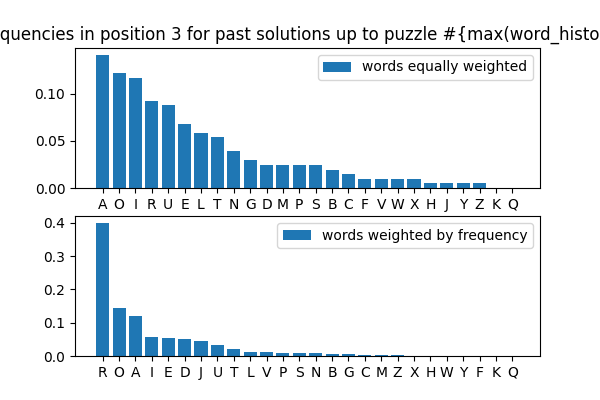 quencies in position 3 for past solutions up to puzzle #{max(word_histo
words equally weighted
0.10
0.05
0.00
A O I R U E L T N G D M P S B C F V W X H J Y Z K Q
words weighted by frequency
0.4
0.3
0.2
0.1
0.0
R O A I E D J U T L V P S N B G C M Z X H W Y F K Q